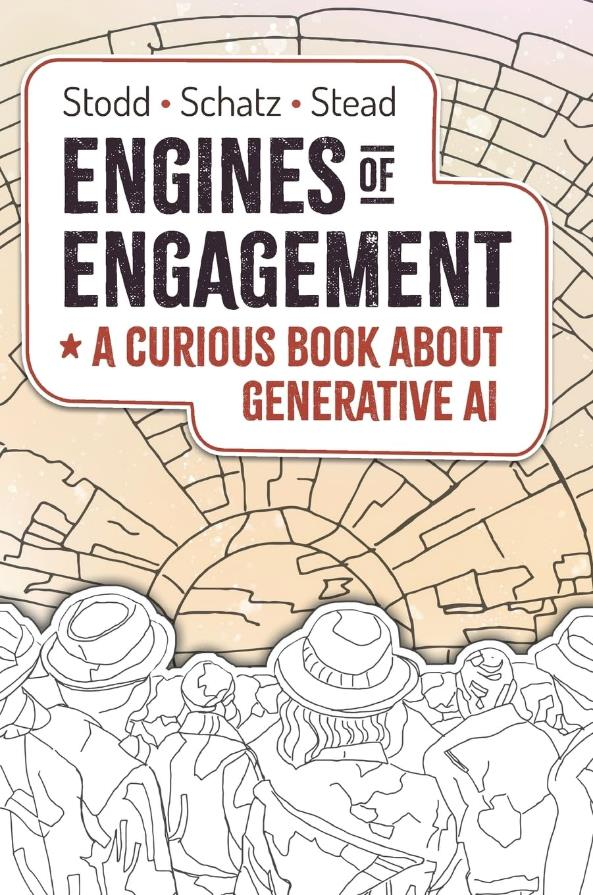 Stodd • Schatz • Stead
ENGINES OF
ENGAGEMENT
★ A CURIOUS BOOK ABOUT
GENERATIVE AI